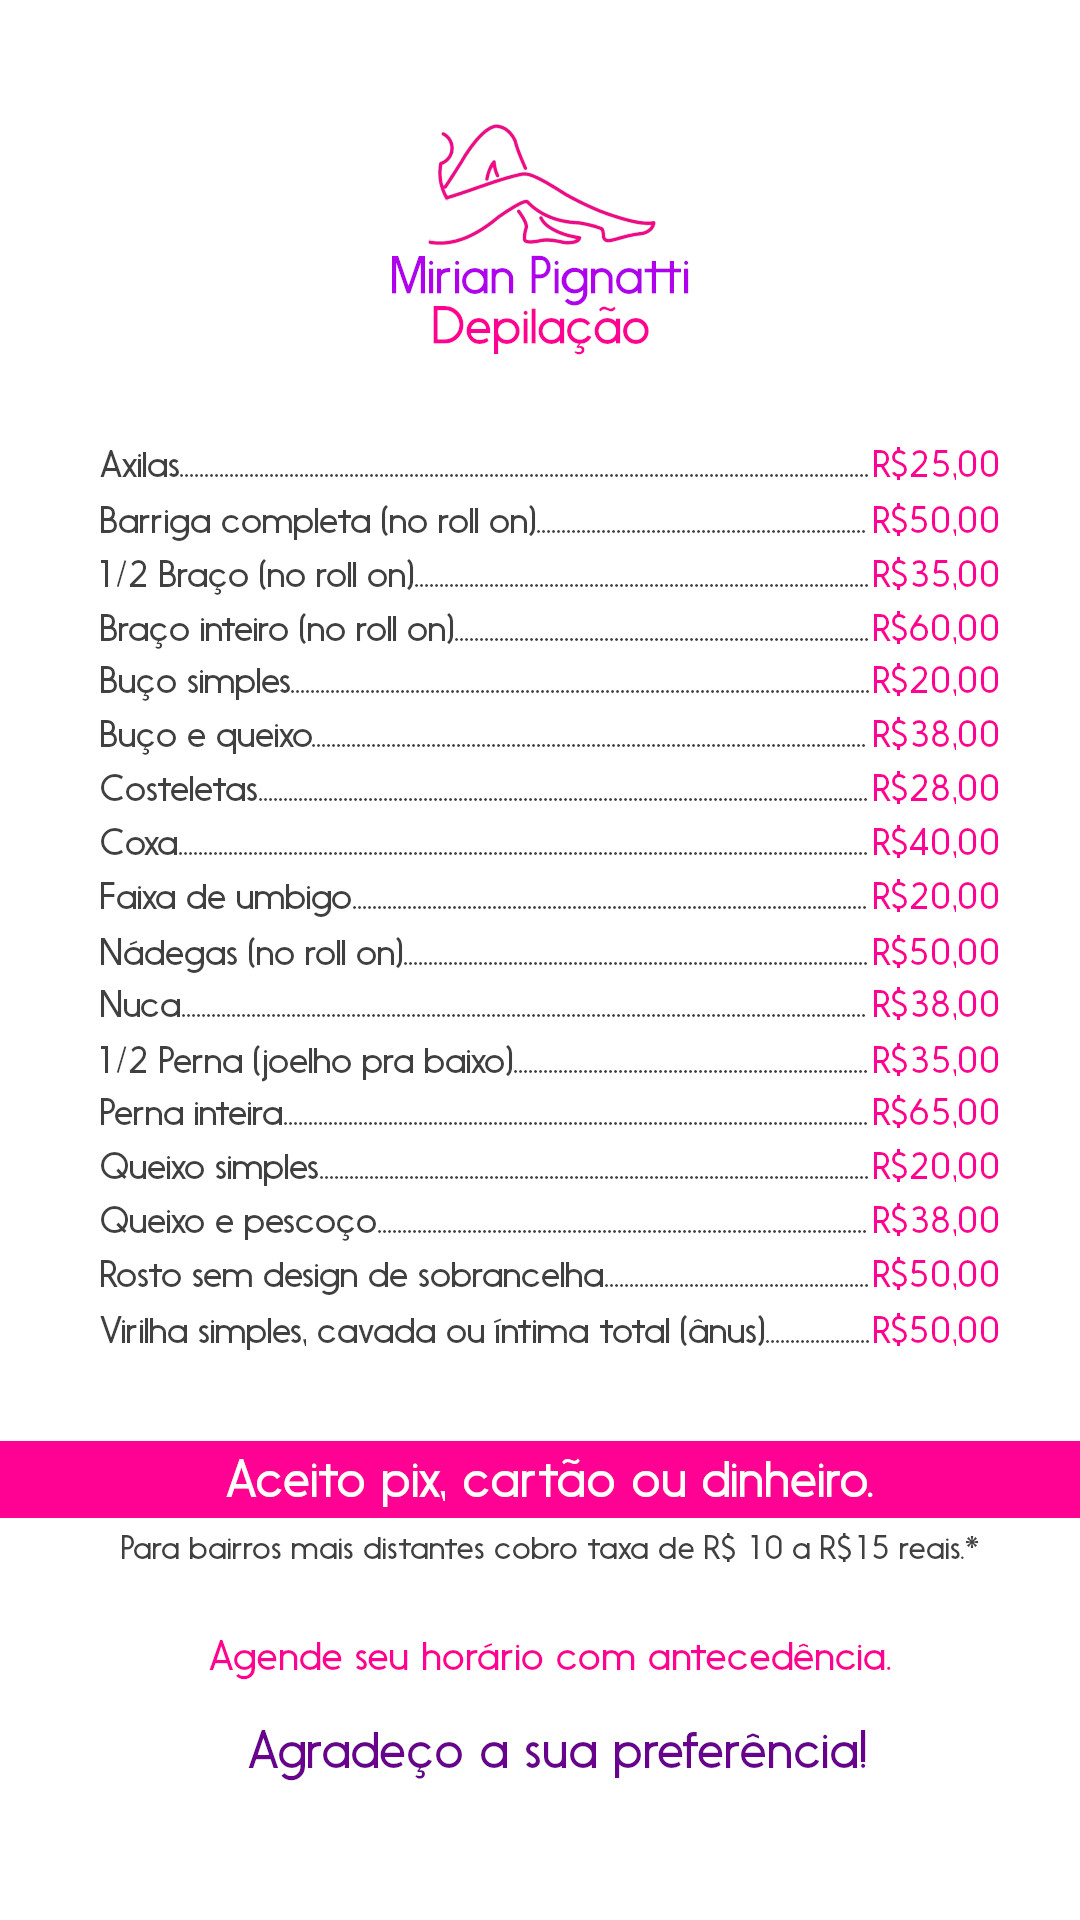 Mirian Pignatti
Depilação
Axilas R$25,00
Barriga completa (no roll on) R$50,00
1/2 Braço (no roll on) R$35,00
Braço inteiro (no roll on) R$60,00
Buço simples R$20,00
Buço e queixo R$38,00
Costeletas R$28,00
Coxa R$40,00
Faixa de umbigo R$20,00
Nádegas (no roll on) R$50,00
Nuca R$38,00
1/2 Perna (joelho pra baixo) R$35,00
Perna inteira R$65,00
Queixo simples R$20,00
Queixo e pescoço R$38,00
Rosto sem design de sobrancelha R$50,00
Virilha simples, cavada ou íntima total (ânus) R$50,00
Aceito pix, cartão ou dinheiro.
Para bairros mais distantes cobro taxa de R$ 10 a R$15 reais.*
Agende seu horário com antecedência.
Agradeço a sua preferência!